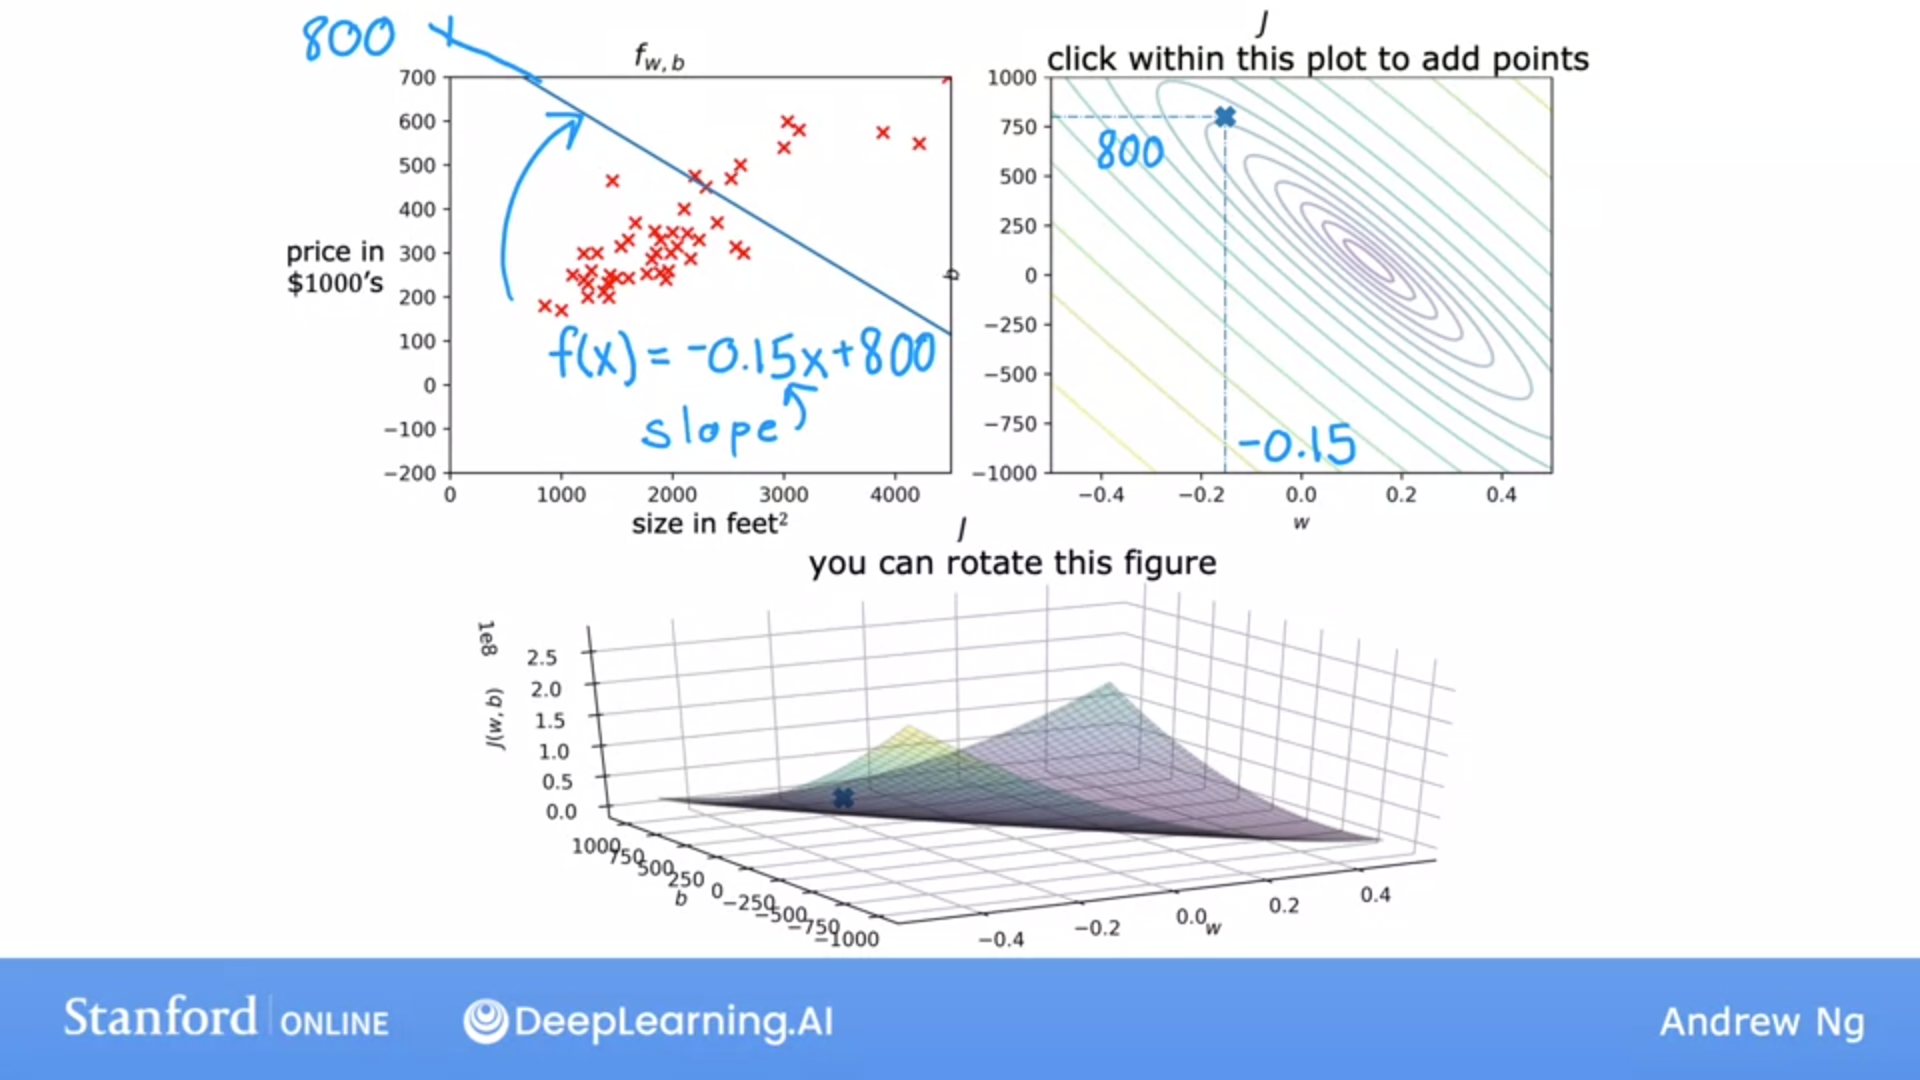 800
f_w,b
700
600
500
400
300
200
100
0
−100
−200
price in
$1000's
0 1000 2000 3000 4000
size in feet²
f(x) = -0.15x+800
slope
J
click within this plot to add points
1000
750
500
250
0
−250
−500
−750
−1000
b
800
-0.15
−0.4 −0.2 0.0 0.2 0.4
w
J
you can rotate this figure
1e8
J(w, b)
2.5
2.0
1.5
1.0
0.5
0.0
1000
750
500
250
0
−250
−500
−750
−1000
b
−0.4 −0.2 0.0 0.2 0.4
w
Stanford ONLINE DeepLearning.AI Andrew Ng